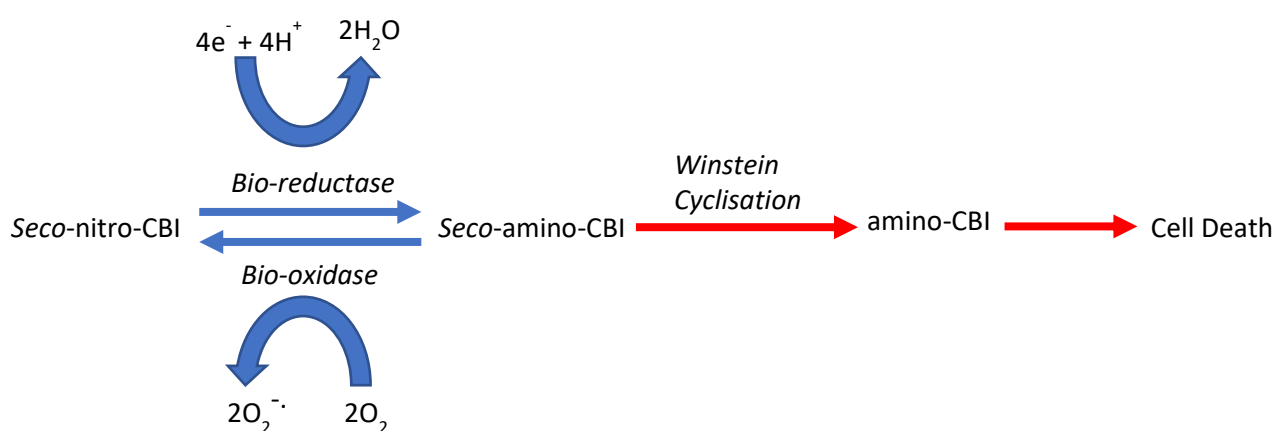 4e⁻ + 4H⁺
2H₂O
Bio-reductase
Winstein
Cyclisation
Seco-nitro-CBI
Seco-amino-CBI
amino-CBI
Cell Death
Bio-oxidase
2O₂⁻·
2O₂